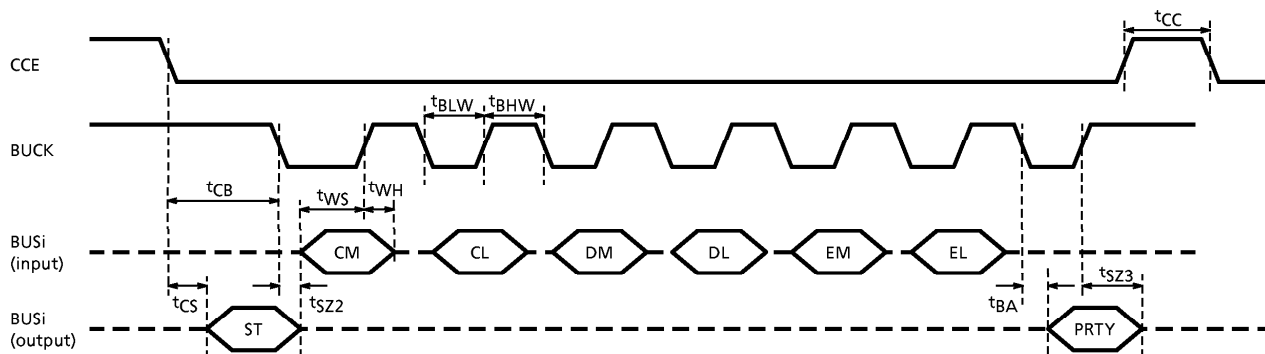 tCC
CCE
tBLW tBHW
BUCK
tCB tWS tWH
BUSi
(input)
CM CL DM DL EM EL
tCS tSZ2 tBA tSZ3
BUSi
(output)
ST PRTY